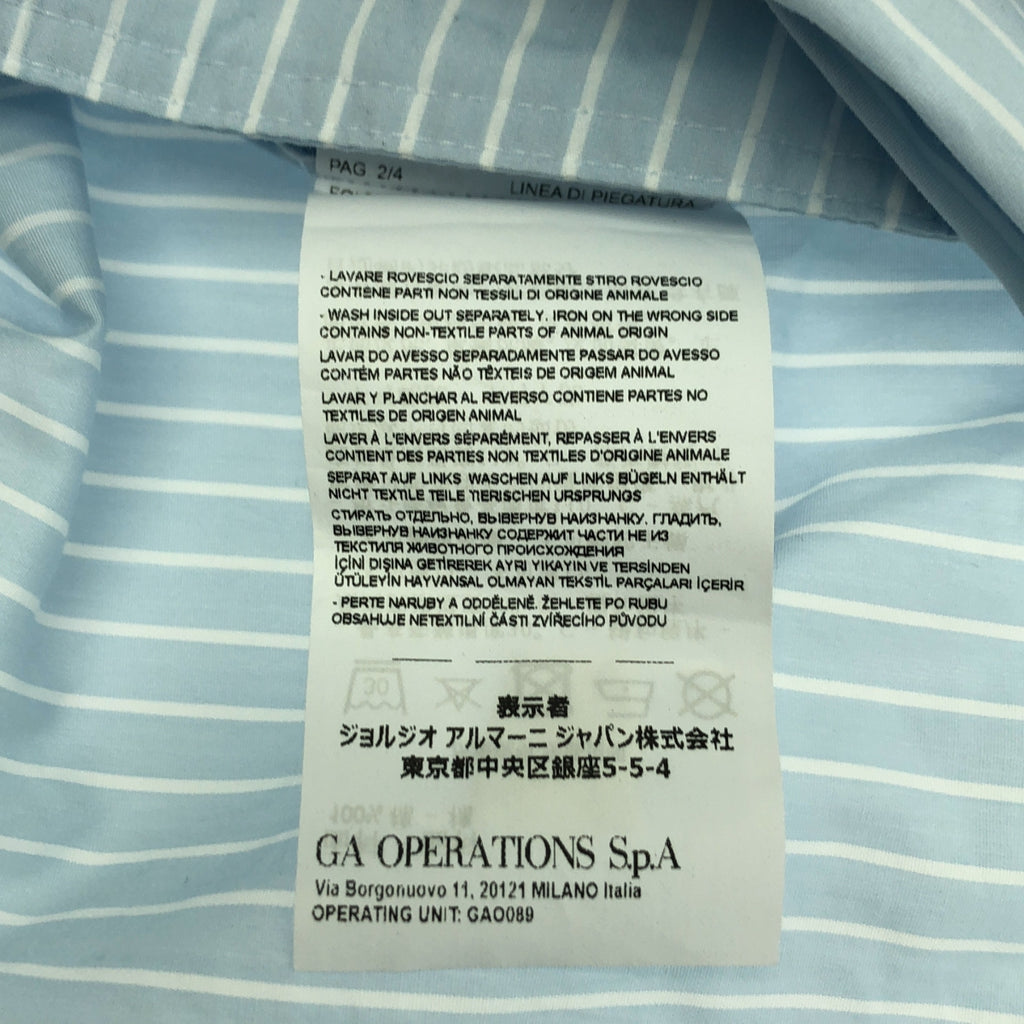 PAG 2/4
LINEA DI PIEGATURA
- LAVARE ROVESCIO SEPARATAMENTE STIRO ROVESCIO
CONTIENE PARTI NON TESSILI DI ORIGINE ANIMALE
- WASH INSIDE OUT SEPARATELY. IRON ON THE WRONG SIDE
CONTAINS NON-TEXTILE PARTS OF ANIMAL ORIGIN
LAVAR DO AVESSO SEPARADAMENTE PASSAR DO AVESSO
CONTÉM PARTES NÃO TÊXTEIS DE ORIGEM ANIMAL
LAVAR Y PLANCHAR AL REVERSO CONTIENE PARTES NO
TEXTILES DE ORIGEN ANIMAL
LAVER À L'ENVERS SÉPARÉMENT, REPASSER À L'ENVERS
CONTIENT DES PARTIES NON TEXTILES D'ORIGINE ANIMALE
SEPARAT AUF LINKS WASCHEN AUF LINKS BÜGELN ENTHÄLT
NICHT TEXTILE TEILE TIERISCHEN URSPRUNGS
СТИРАТЬ ОТДЕЛЬНО, ВЫВЕРНУВ НАИЗНАНКУ. ГЛАДИТЬ,
ВЫВЕРНУВ НАИЗНАНКУ СОДЕРЖИТ ЧАСТИ НЕ ИЗ
ТЕКСТИЛЯ ЖИВОТНОГО ПРОИСХОЖДЕНИЯ
İÇİNİ DIŞINA GETİREREK AYRI YIKAYIN VE TERSİNDEN
ÜTÜLEYİN HAYVANSAL OLMAYAN TEKSTİL PARÇALARI İÇERİR
- PERTE NARUBY A ODDĚLENĚ. ŽEHLETE PO RUBU
OBSAHUJE NETEXTILNÍ ČÁSTI ZVÍŘECÍHO PŮVODU
30
表示者
ジョルジオ アルマーニ ジャパン株式会社
東京都中央区銀座5-5-4
GA OPERATIONS S.p.A
Via Borgonuovo 11, 20121 MILANO Italia
OPERATING UNIT: GAO089